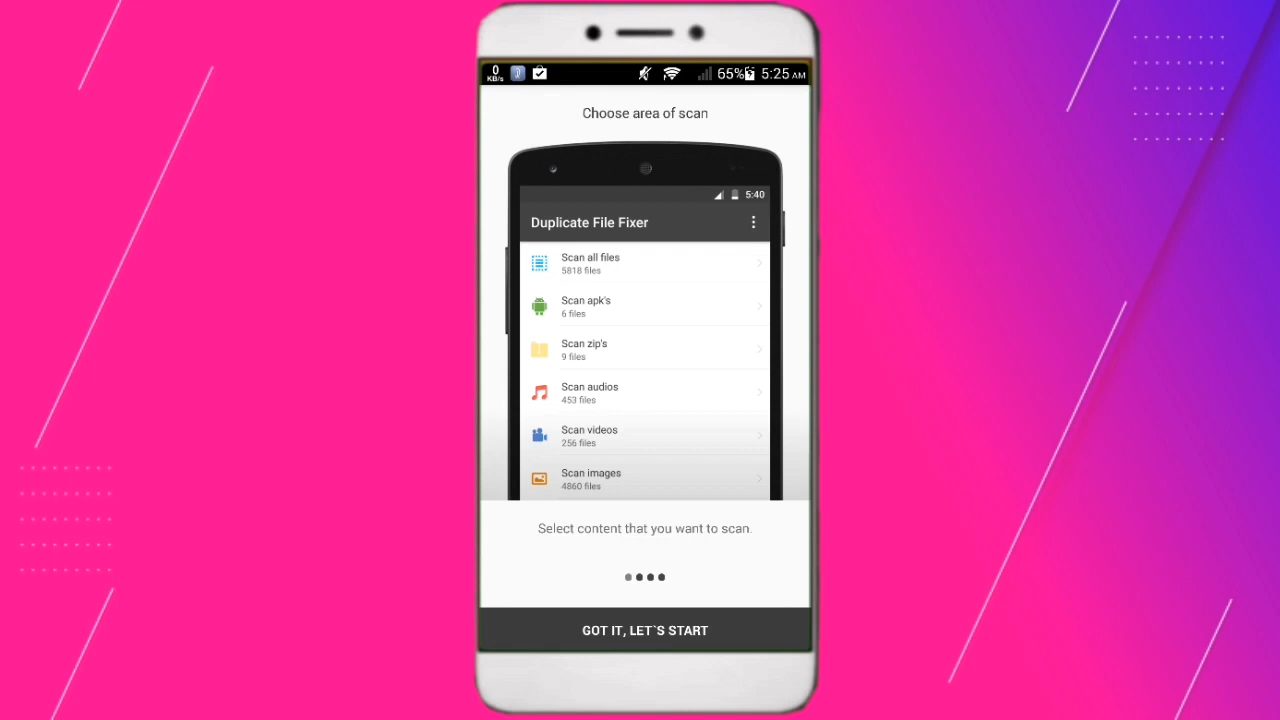 0
KB/s
65%
5:25 AM
Choose area of scan
5:40
Duplicate File Fixer
Scan all files
5818 files
Scan apk's
6 files
Scan zip's
9 files
Scan audios
453 files
Scan videos
256 files
Scan images
4860 files
Select content that you want to scan.
GOT IT, LET`S START